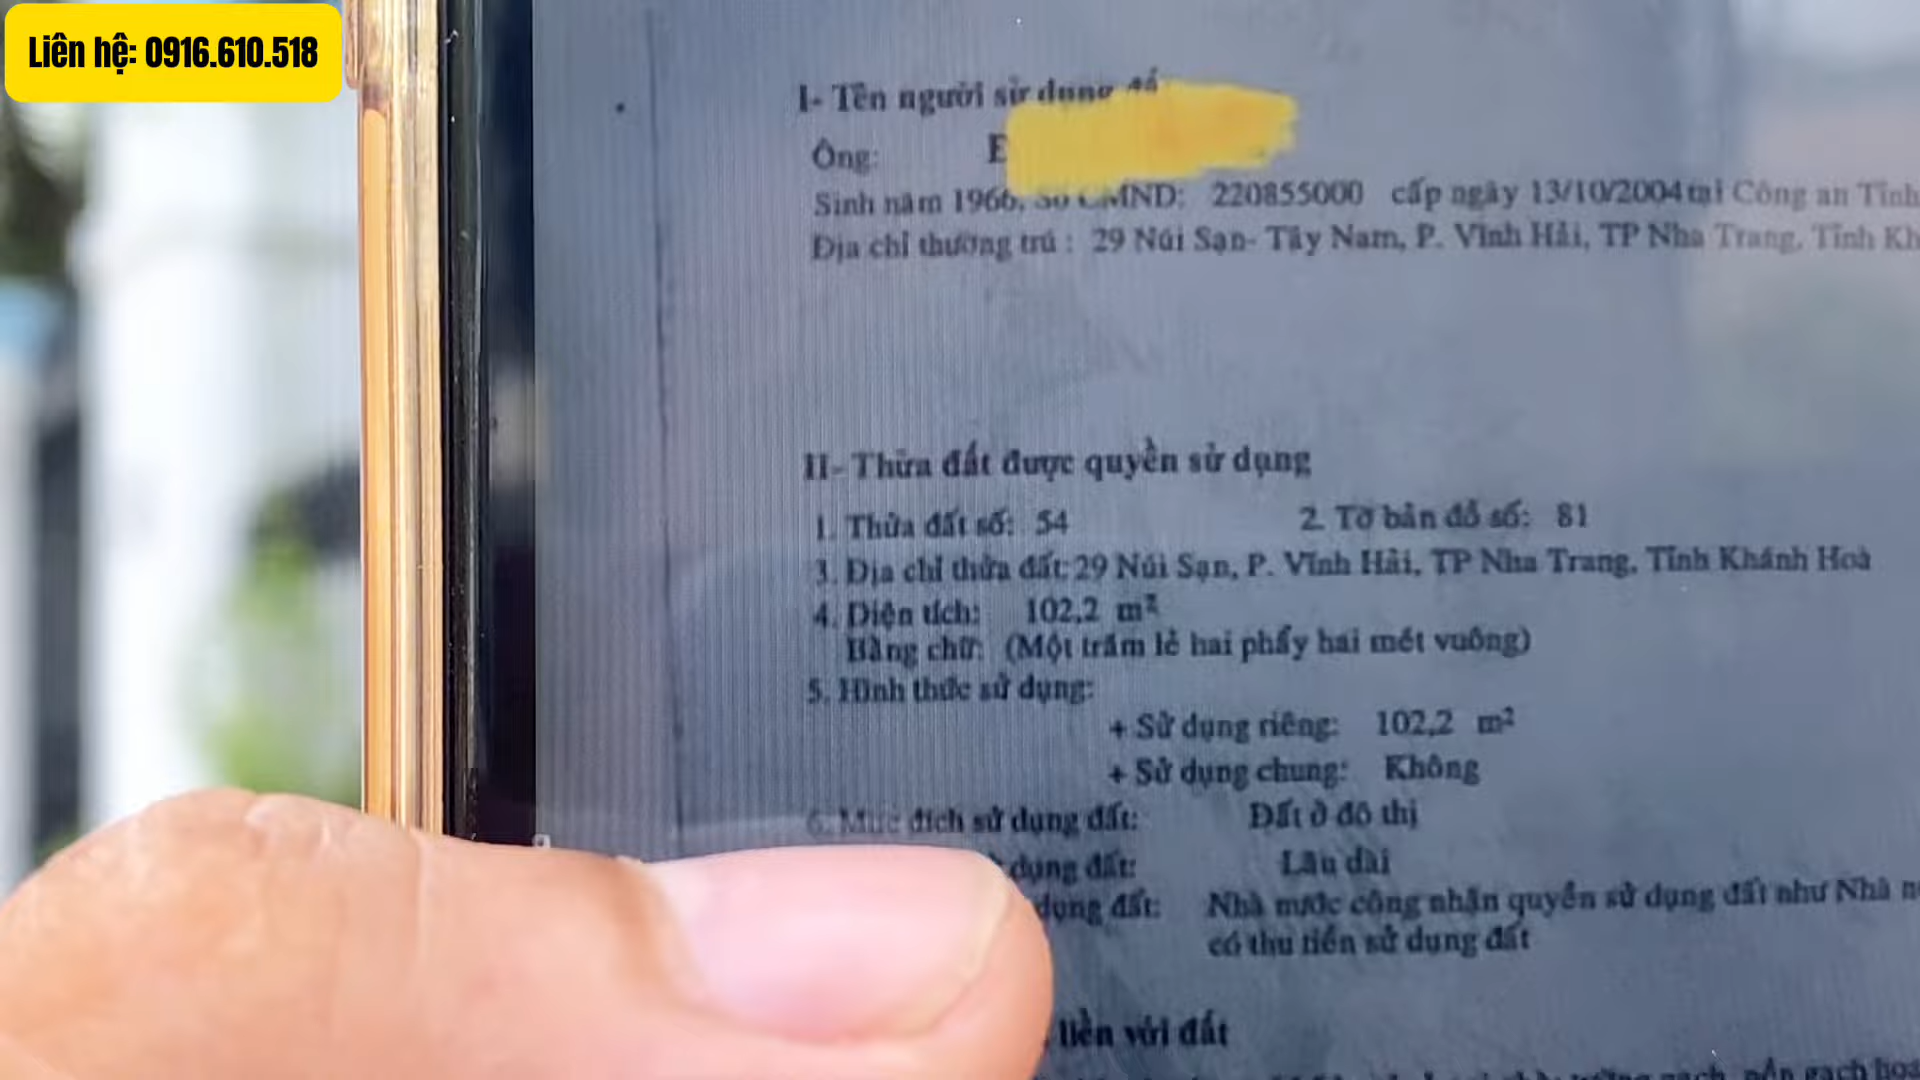 Liên hệ: 0916.610.518
I- Tên người sử dụng
Ông: E
Sinh năm 1966, Số CMND: 220855000 cấp ngày 13/10/2004 tại Công an Tỉnh
Địa chỉ thường trú : 29 Núi Sạn- Tây Nam, P. Vĩnh Hải, TP Nha Trang, Tỉnh Kh
II- Thửa đất được quyền sử dụng
1. Thửa đất số: 54 2. Tờ bản đồ số: 81
3. Địa chỉ thửa đất: 29 Núi Sạn, P. Vĩnh Hải, TP Nha Trang, Tỉnh Khánh Hoà
4. Diện tích: 102,2 m²
Bằng chữ: (Một trăm lẻ hai phẩy hai mét vuông)
5. Hình thức sử dụng:
+ Sử dụng riêng: 102,2 m²
+ Sử dụng chung: Không
6. Mục đích sử dụng đất: Đất ở đô thị
dụng đất: Lâu dài
dụng đất: Nhà nước công nhận quyền sử dụng đất như Nhà n
có thu tiền sử dụng đất
liền với đất